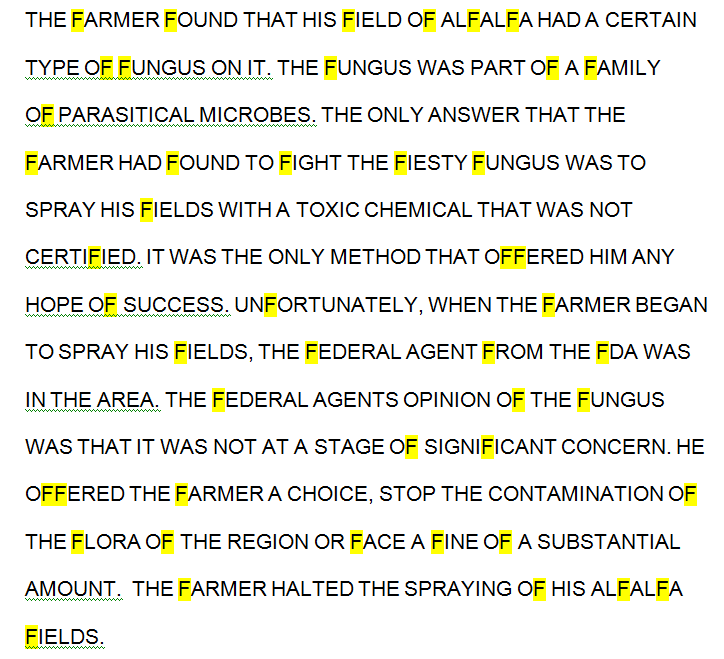 THE FARMER FOUND THAT HIS FIELD OF ALFALFA HAD A CERTAIN
TYPE OF FUNGUS ON IT. THE FUNGUS WAS PART OF A FAMILY
OF PARASITICAL MICROBES. THE ONLY ANSWER THAT THE
FARMER HAD FOUND TO FIGHT THE FIESTY FUNGUS WAS TO
SPRAY HIS FIELDS WITH A TOXIC CHEMICAL THAT WAS NOT
CERTIFIED. IT WAS THE ONLY METHOD THAT OFFERED HIM ANY
HOPE OF SUCCESS. UNFORTUNATELY, WHEN THE FARMER BEGAN
TO SPRAY HIS FIELDS, THE FEDERAL AGENT FROM THE FDA WAS
IN THE AREA. THE FEDERAL AGENTS OPINION OF THE FUNGUS
WAS THAT IT WAS NOT AT A STAGE OF SIGNIFICANT CONCERN. HE
OFFERED THE FARMER A CHOICE, STOP THE CONTAMINATION OF
THE FLORA OF THE REGION OR FACE A FINE OF A SUBSTANTIAL
AMOUNT. THE FARMER HALTED THE SPRAYING OF HIS ALFALFA
FIELDS.